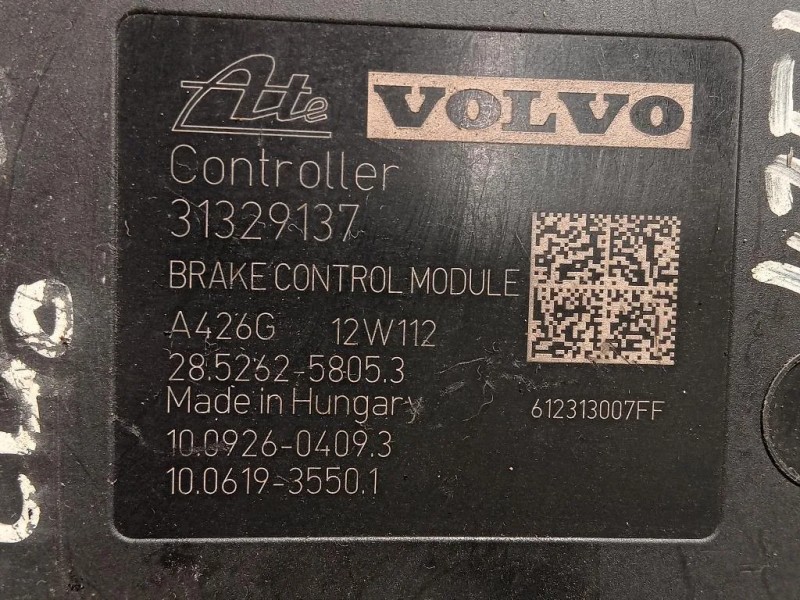 Ate VOLVO
Controller
31329137
BRAKE CONTROL MODULE
A426G 12W112
28.5262-5805.3
Made in Hungary
612313007FF
10.0926-0409.3
10.0619-3550.1